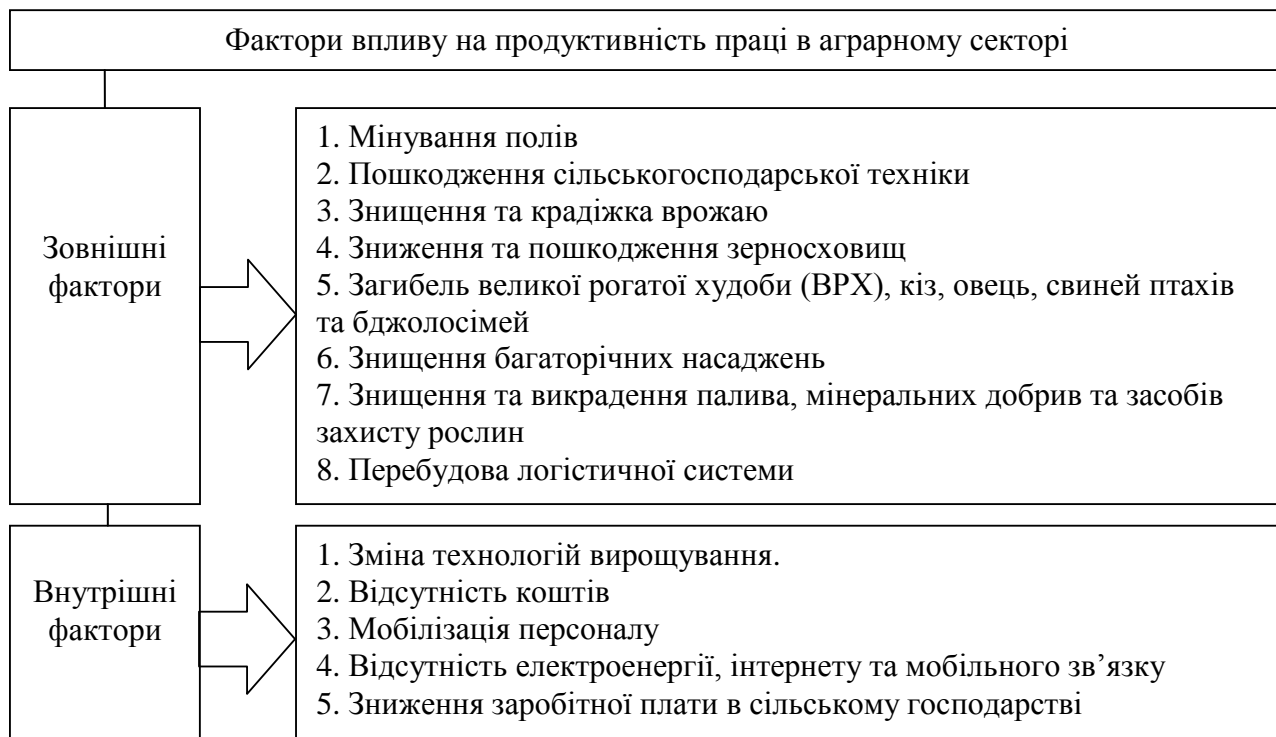 Фактори впливу на продуктивність праці в аграрному секторі
Зовнішні
фактори
1. Мінування полів
2. Пошкодження сільськогосподарської техніки
3. Знищення та крадіжка врожаю
4. Зниження та пошкодження зерносховищ
5. Загибель великої рогатої худоби (ВРХ), кіз, овець, свиней птахів
та бджолосімей
6. Знищення багаторічних насаджень
7. Знищення та викрадення палива, мінеральних добрив та засобів
захисту рослин
8. Перебудова логістичної системи
Внутрішні
фактори
1. Зміна технологій вирощування.
2. Відсутність коштів
3. Мобілізація персоналу
4. Відсутність електроенергії, інтернету та мобільного зв’язку
5. Зниження заробітної плати в сільському господарстві